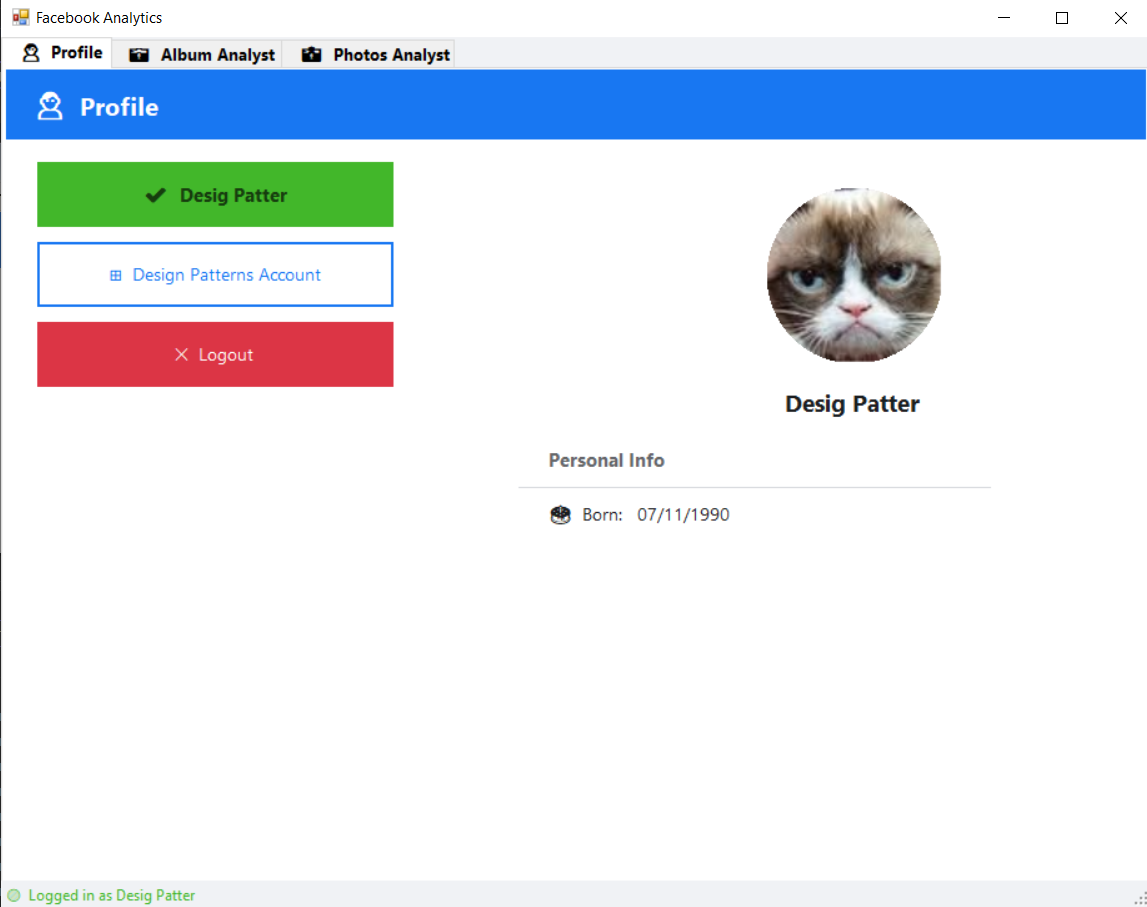 Facebook Analytics
Profile
Album Analyst
Photos Analyst
Profile
Desig Patter
Design Patterns Account
Logout
Desig Patter
Personal Info
Born: 07/11/1990
Logged in as Desig Patter